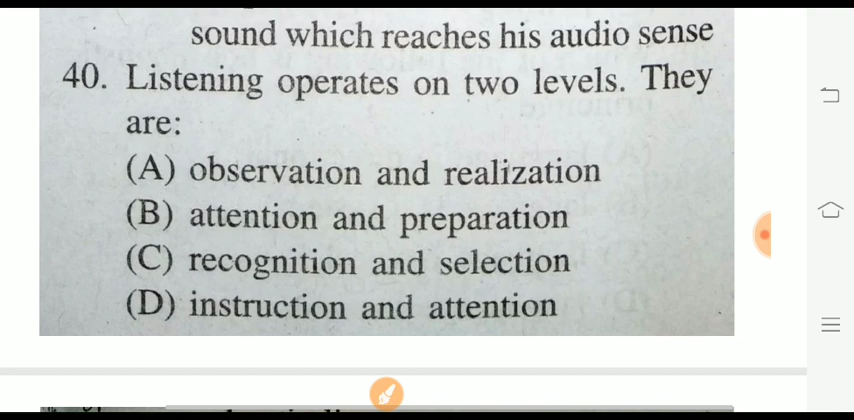 sound which reaches his audio sense
40. Listening operates on two levels. They
are:
(A) observation and realization
(B) attention and preparation
(C) recognition and selection
(D) instruction and attention